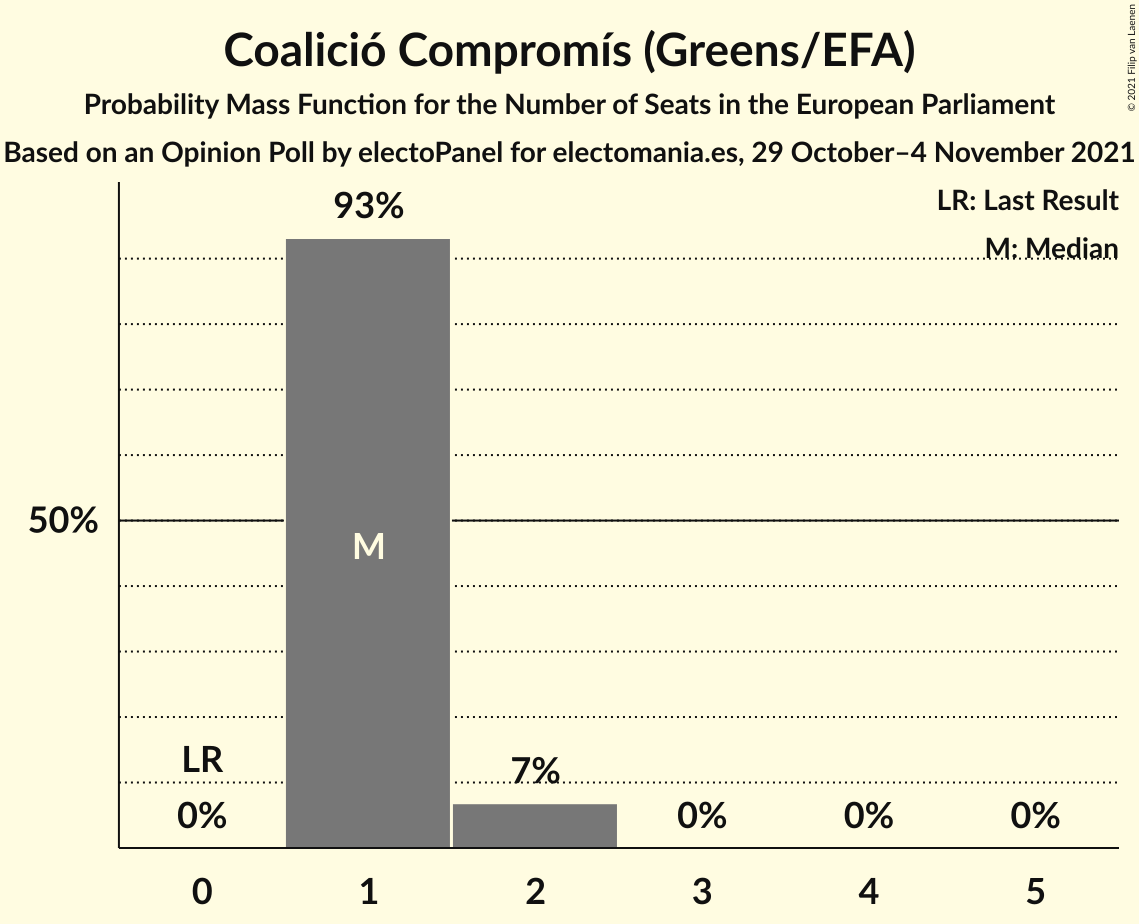 Coalició Compromís (Greens/EFA)
Probability Mass Function for the Number of Seats in the European Parliament
Based on an Opinion Poll by electoPanel for electomania.es, 29 October–4 November 2021
© 2021 Filip van Laenen
LR: Last Result
M: Median
93%
50%
M
LR
7%
0%
0%
0%
0%
0
1
2
3
4
5